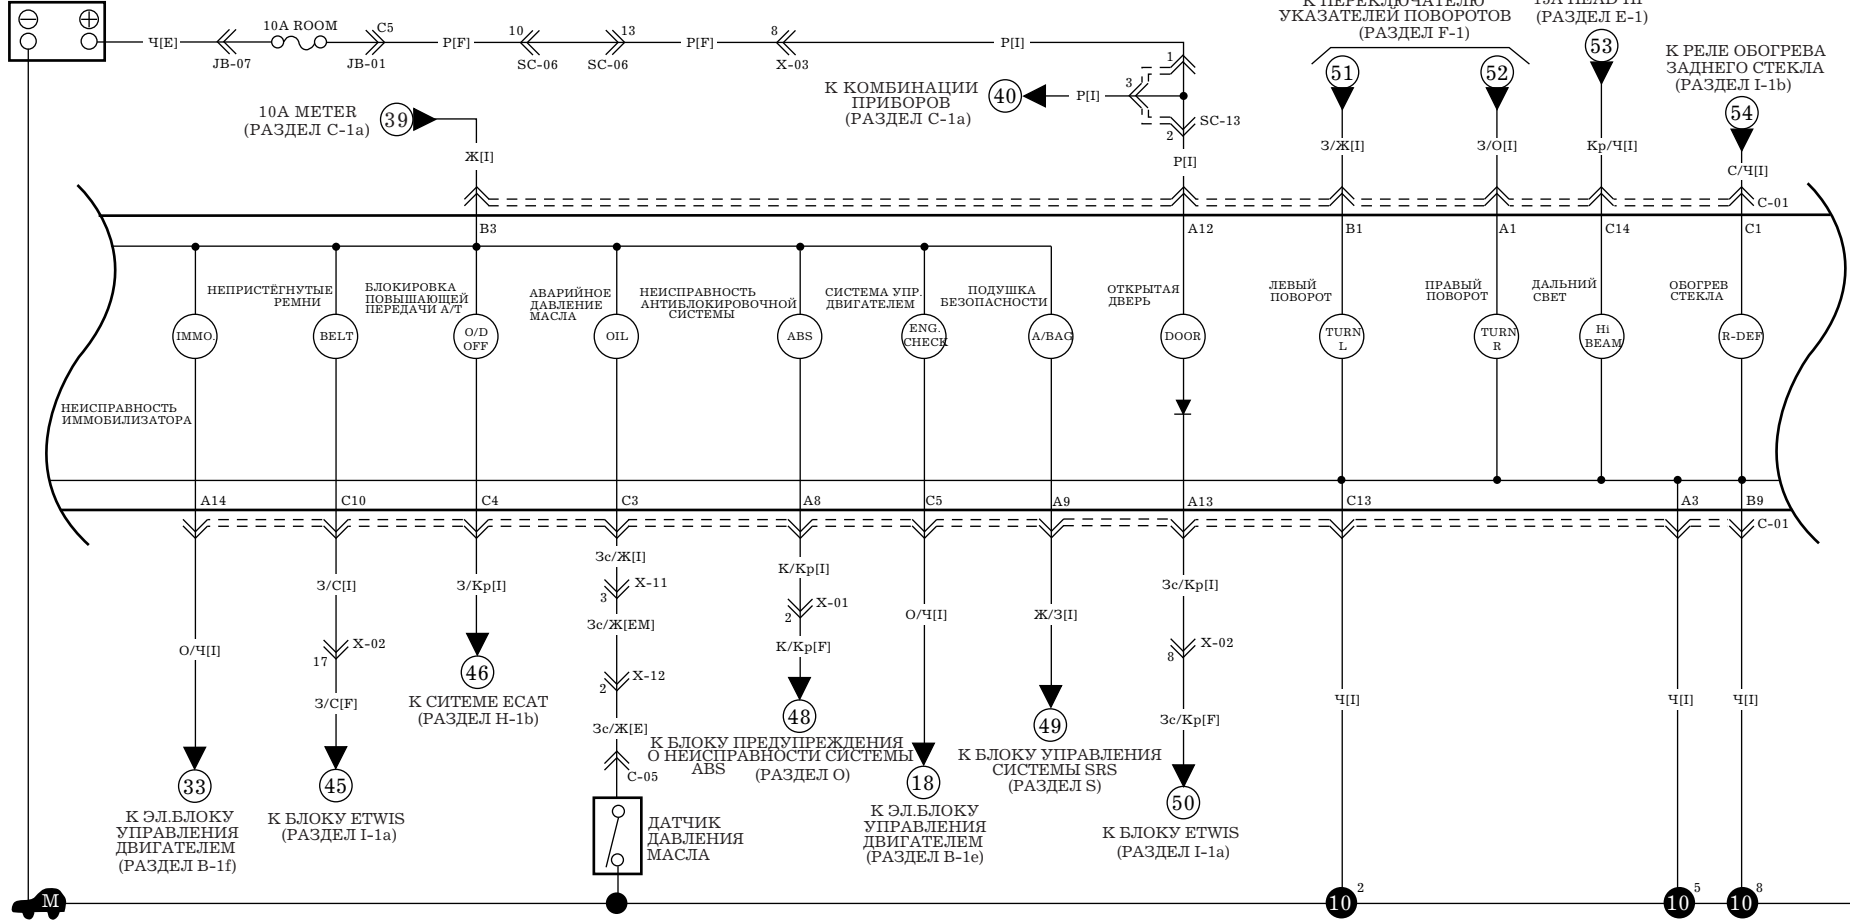 К ПЕРЕКЛЮЧАТЕЛЮ
УКАЗАТЕЛЕЙ ПОВОРОТОВ
(РАЗДЕЛ F-1)
15A HEAD HI
(РАЗДЕЛ E-1)
Ч[E]
JB-07
10A ROOM
C5
JB-01
Р[F]
10
SC-06
13
SC-06
Р[F]
8
X-03
Р[I]
1
3
2
SC-13
Р[I]
Р[I]
К КОМБИНАЦИИ
ПРИБОРОВ
(РАЗДЕЛ C-1a)
40
10A METER
(РАЗДЕЛ C-1a)
39
Ж[I]
51
52
53
К РЕЛЕ ОБОГРЕВА
ЗАДНЕГО СТЕКЛА
(РАЗДЕЛ I-1b)
54
З/Ж[I]
З/О[I]
Кр/Ч[I]
С/Ч[I]
C-01
B3
A12
B1
A1
C14
C1
НЕПРИСТЁГНУТЫЕ
РЕМНИ
БЛОКИРОВКА
ПОВЫШАЮЩЕЙ
ПЕРЕДАЧИ А/Т
АВАРИЙНОЕ
ДАВЛЕНИЕ
МАСЛА
НЕИСПРАВНОСТЬ
АНТИБЛОКИРОВОЧНОЙ
СИСТЕМЫ
СИСТЕМА УПР.
ДВИГАТЕЛЕМ
ПОДУШКА
БЕЗОПАСНОСТИ
ОТКРЫТАЯ
ДВЕРЬ
ЛЕВЫЙ
ПОВОРОТ
ПРАВЫЙ
ПОВОРОТ
ДАЛЬНИЙ
СВЕТ
ОБОГРЕВ
СТЕКЛА
IMMO.
BELT
O/D
OFF
OIL
ABS
ENG.
CHECK
A/BAG
DOOR
TURN
L
TURN
R
Hi
BEAM
R-DEF
НЕИСПРАВНОСТЬ
ИММОБИЛИЗАТОРА
A14
C10
C4
C3
A8
C5
A9
A13
C13
A3
B9
C-01
О/Ч[I]
33
К ЭЛ.БЛОКУ
УПРАВЛЕНИЯ
ДВИГАТЕЛЕМ
(РАЗДЕЛ B-1f)
З/С[I]
X-02
17
З/С[F]
45
К БЛОКУ ETWIS
(РАЗДЕЛ I-1a)
З/Кр[I]
46
К СИТЕМЕ ECAT
(РАЗДЕЛ H-1b)
Зс/Ж[I]
X-11
3
Зс/Ж[EM]
X-12
2
Зс/Ж[E]
C-05
ДАТЧИК
ДАВЛЕНИЯ
МАСЛА
К/Кр[I]
X-01
2
К/Кр[F]
48
К БЛОКУ ПРЕДУПРЕЖДЕНИЯ
О НЕИСПРАВНОСТИ СИСТЕМЫ
ABS (РАЗДЕЛ O)
О/Ч[I]
18
К ЭЛ.БЛОКУ
УПРАВЛЕНИЯ
ДВИГАТЕЛЕМ
(РАЗДЕЛ B-1e)
Ж/З[I]
49
К БЛОКУ УПРАВЛЕНИЯ
СИСТЕМЫ SRS
(РАЗДЕЛ S)
Зс/Кр[I]
X-02
8
Зс/Кр[F]
50
К БЛОКУ ETWIS
(РАЗДЕЛ I-1a)
Ч[I]
Ч[I]
Ч[I]
M
10
2
10
5
10
8